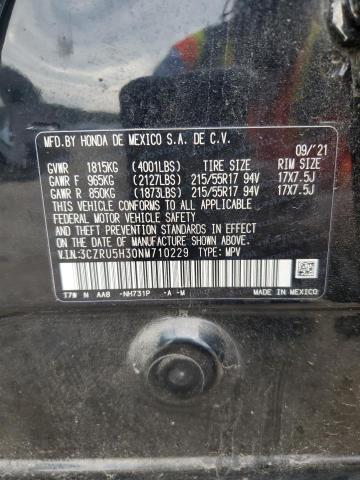 MFD.BY HONDA DE MEXICO S.A. DE C.V.
09/'21
GVWR 1815KG (4001LBS) TIRE SIZE RIM SIZE
GAWR F 965KG (2127LBS) 215/55R17 94V 17X7.5J
GAWR R 850KG (1873LBS) 215/55R17 94V 17X7.5J
THIS VEHICLE CONFORMS TO ALL APPLICABLE
FEDERAL MOTOR VEHICLE SAFETY, BUMPER, AND
THEFT PREVENTION STANDARDS IN EFFECT ON THE
DATE OF MANUFACTURE SHOWN ABOVE.
V.I.N:3CZRU5H30NM710229 TYPE: MPV
T7W N AA8 -NH731P -A -M
MADE IN MEXICO